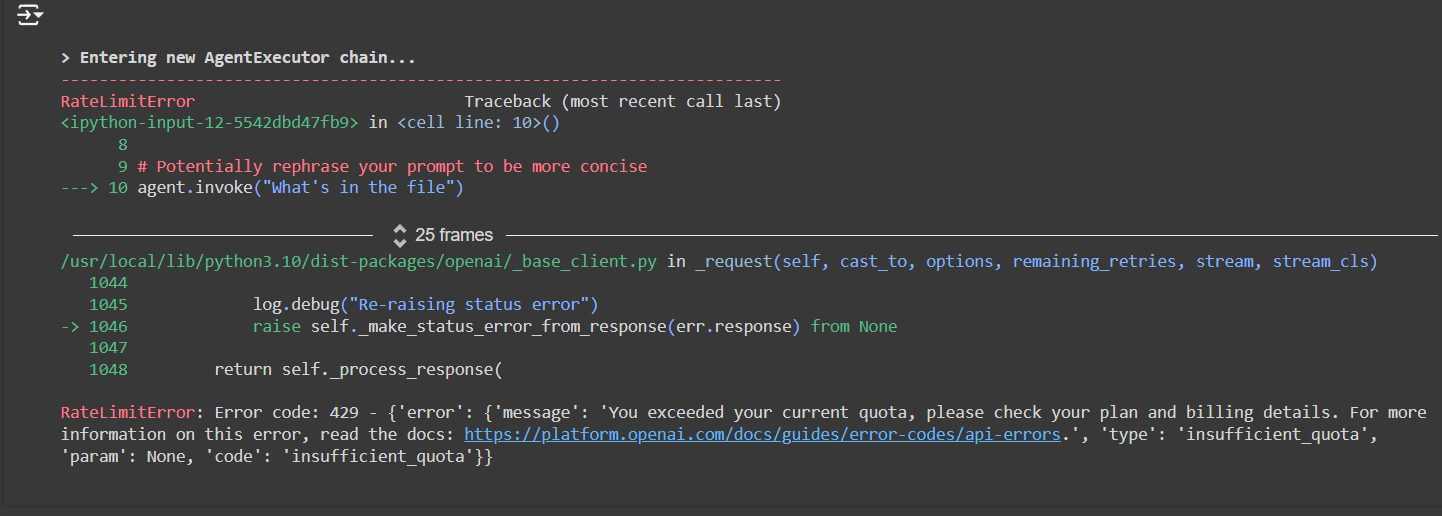 > Entering new AgentExecutor chain...
---------------------------------------------------------------------------
RateLimitError                            Traceback (most recent call last)
<ipython-input-12-5542dbd47fb9> in <cell line: 10>()
      8
      9 # Potentially rephrase your prompt to be more concise
---> 10 agent.invoke("What's in the file")
25 frames
/usr/local/lib/python3.10/dist-packages/openai/_base_client.py in _request(self, cast_to, options, remaining_retries, stream, stream_cls)
   1044
   1045             log.debug("Re-raising status error")
-> 1046             raise self._make_status_error_from_response(err.response) from None
   1047
   1048         return self._process_response(
RateLimitError: Error code: 429 - {'error': {'message': 'You exceeded your current quota, please check your plan and billing details. For more
information on this error, read the docs: https://platform.openai.com/docs/guides/error-codes/api-errors.', 'type': 'insufficient_quota',
'param': None, 'code': 'insufficient_quota'}}